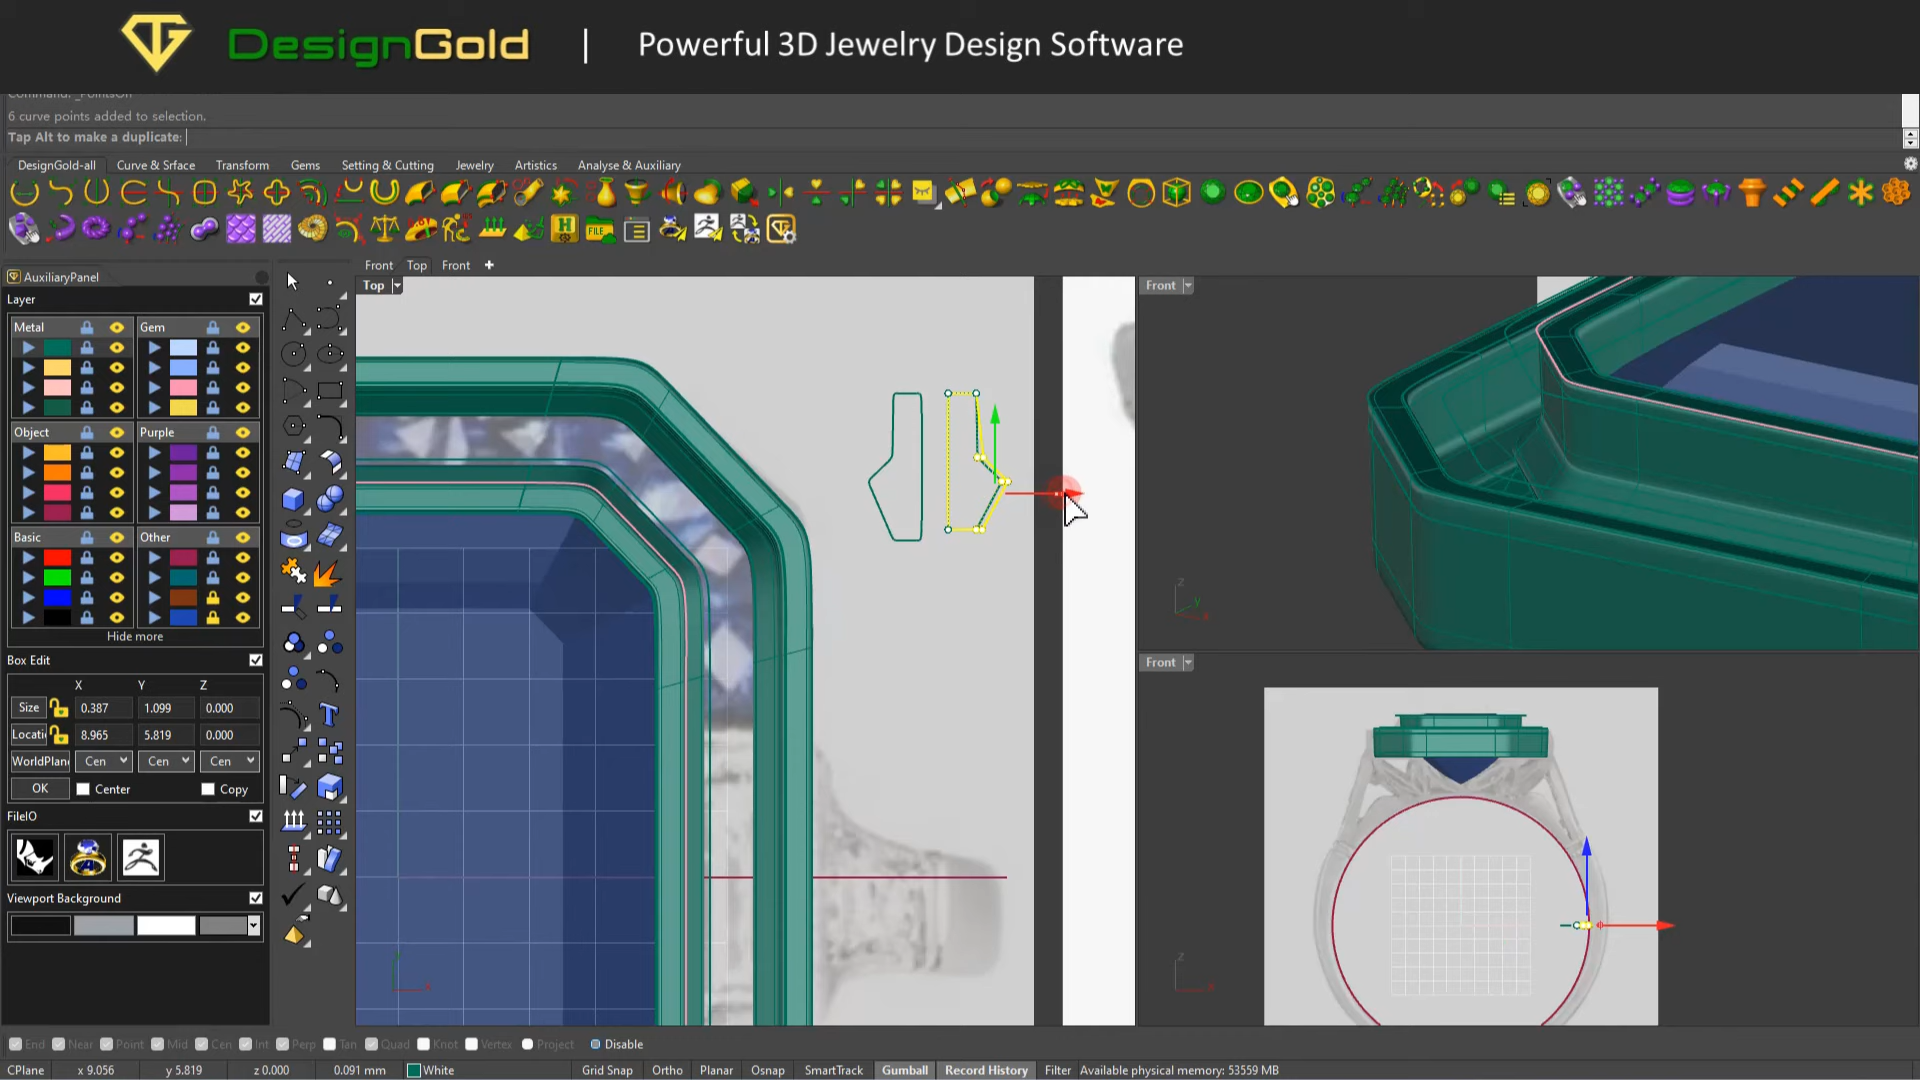 DesignGold | Powerful 3D Jewelry Design Software
Command: _PointsOn
6 curve points added to selection.
Tap Alt to make a duplicate:
DesignGold-all Curve & Srface Transform Gems Setting & Cutting Jewelry Artistics Analyse & Auxiliary
H FILE
Front Top Front
AuxiliaryPanel
Layer
Metal Gem
Object Purple
Basic Other
Hide more
Box Edit
X Y Z
Size 0.387 1.099 0.000
Locati 8.965 5.819 0.000
WorldPlan Cen Cen Cen
OK Center Copy
FileIO
Viewport Background
Top
Front
z y x
Front
z x
End Near Point Mid Cen Int Perp Tan Quad Knot Vertex Project Disable
CPlane x 9.056 y 5.819 z 0.000 0.091 mm White Grid Snap Ortho Planar Osnap SmartTrack Gumball Record History Filter Available physical memory: 53559 MB